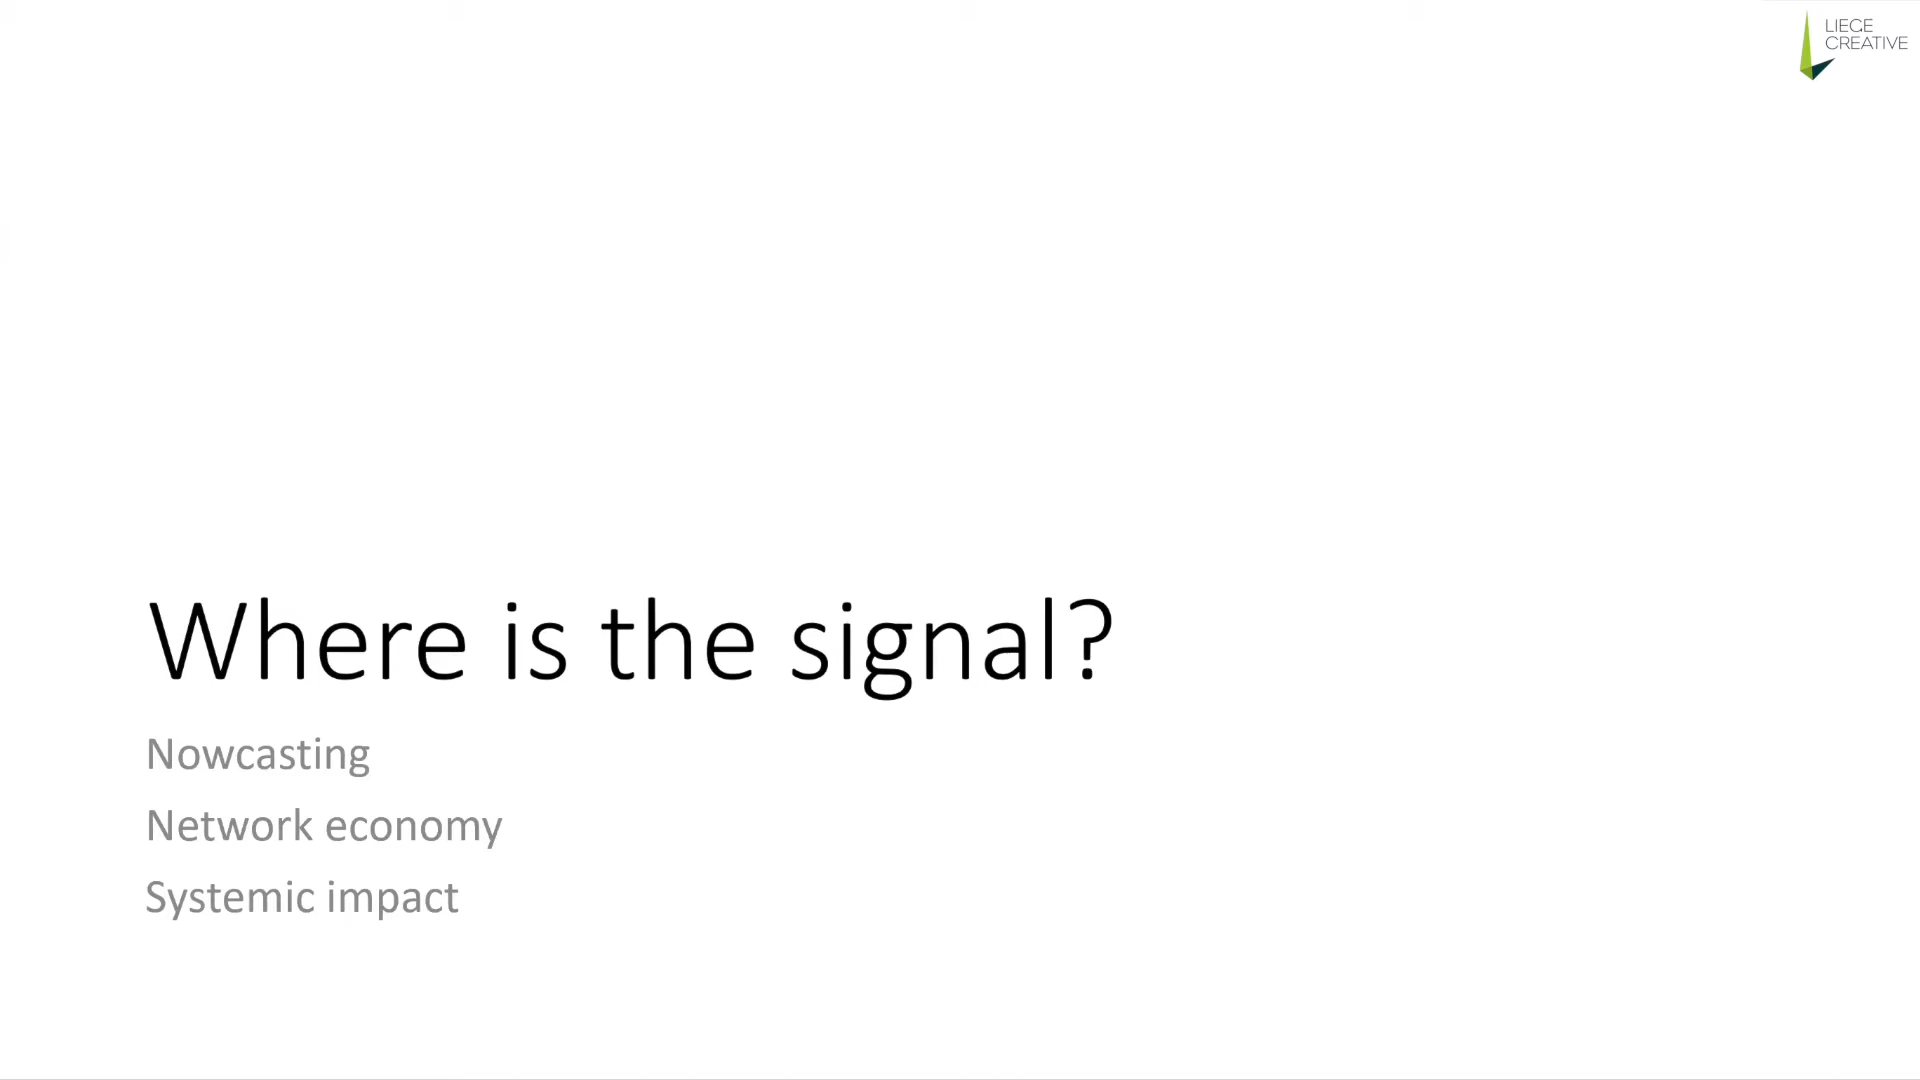 LIEGE
CREATIVE
Where is the signal?
Nowcasting
Network economy
Systemic impact